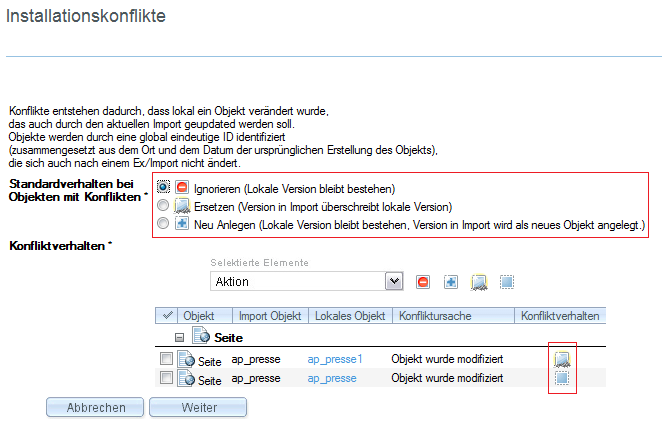 Installationskonflikte
Konflikte entstehen dadurch, dass lokal ein Objekt verändert wurde,
das auch durch den aktuellen Import geupdated werden soll.
Objekte werden durch eine global eindeutige ID identifiziert
(zusammengesetzt aus dem Ort und dem Datum der ursprünglichen Erstellung des Objekts),
die sich auch nach einem Ex/Import nicht ändert.
Standardverhalten bei
Objekten mit Konflikten *
Ignorieren (Lokale Version bleibt bestehen)
Ersetzen (Version in Import überschreibt lokale Version)
Neu Anlegen (Lokale Version bleibt bestehen, Version in Import wird als neues Objekt angelegt.)
Konfliktverhalten *
Selektierte Elemente
Aktion
Objekt Import Objekt Lokales Objekt Konfliktursache Konfliktverhalten
Seite
Seite ap_presse ap_presse1 Objekt wurde modifiziert
Seite ap_presse ap_presse Objekt wurde modifiziert
Abbrechen Weiter